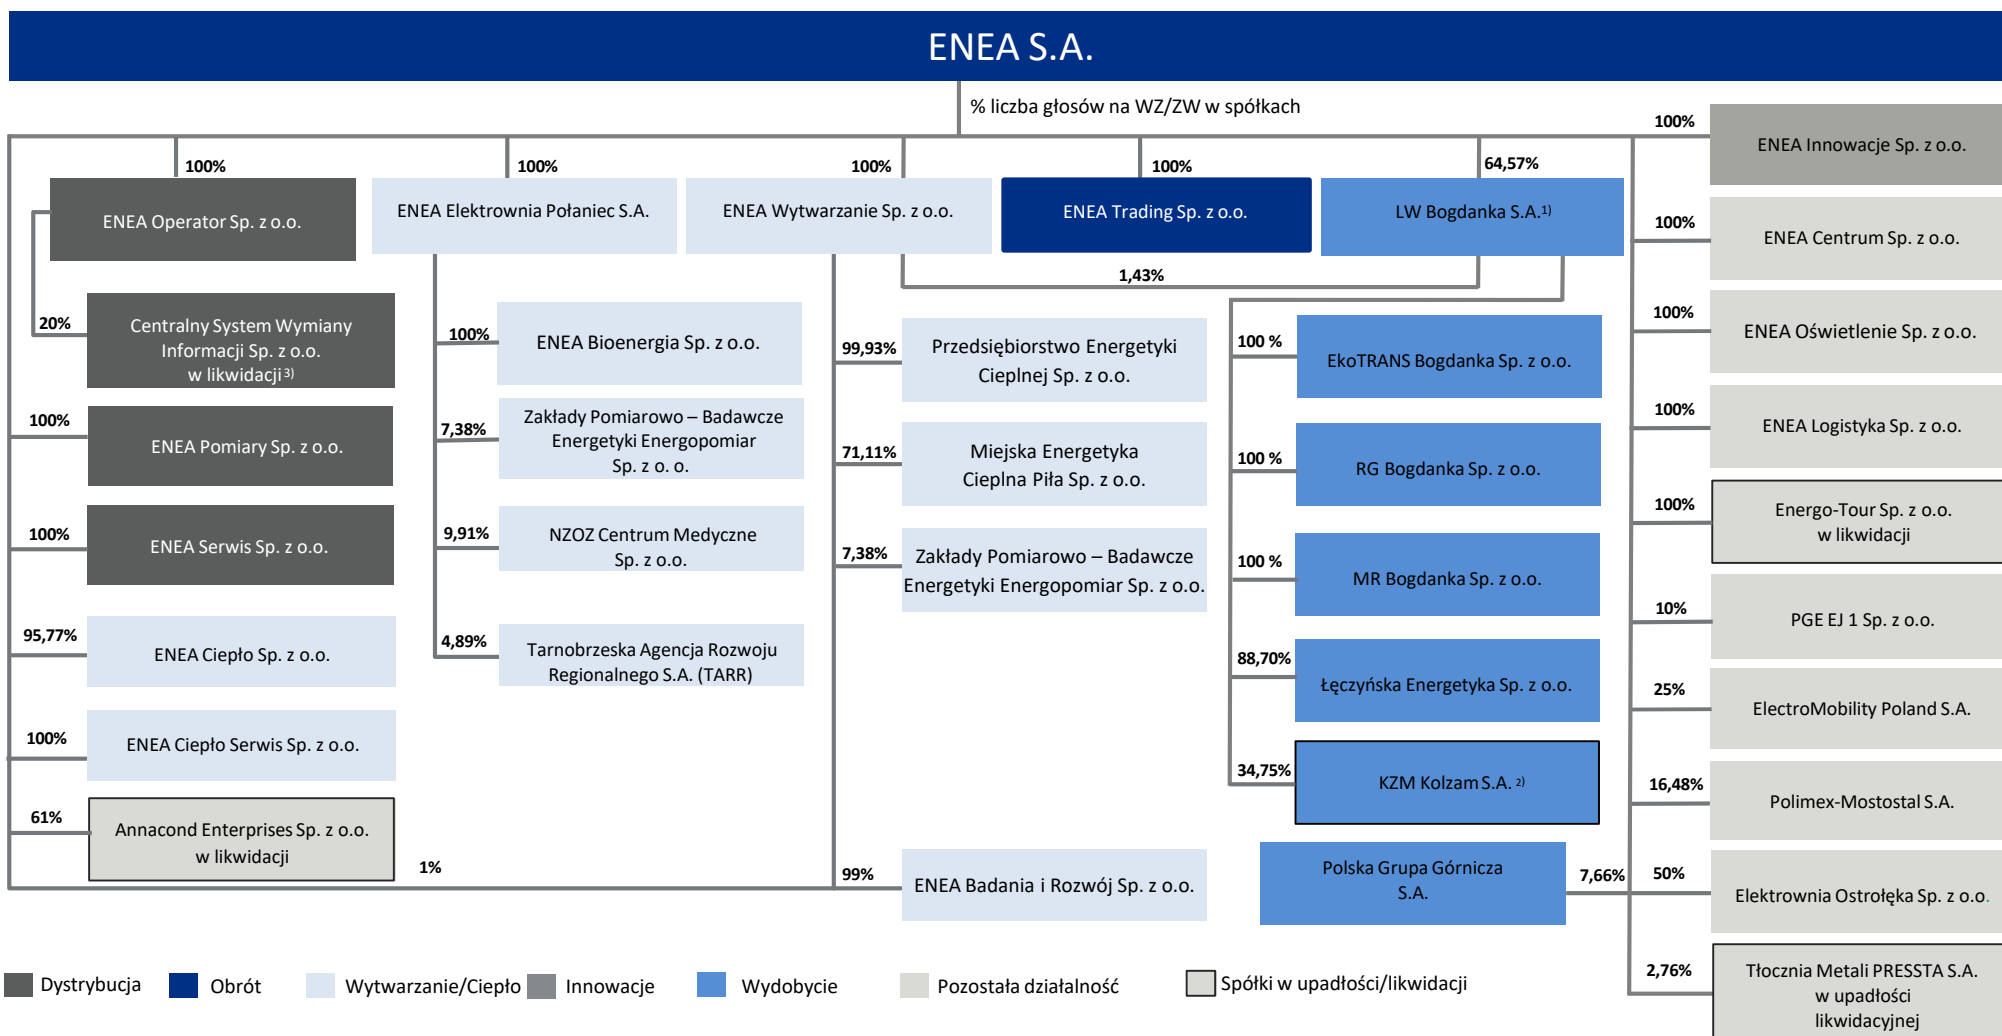 ENEA S.A.
% liczba głosów na WZ/ZW w spółkach
100%
ENEA Operator Sp. z o.o.
20%
Centralny System Wymiany
Informacji Sp. z o.o.
w likwidacji 3)
100%
ENEA Pomiary Sp. z o.o.
100%
ENEA Serwis Sp. z o.o.
95,77%
ENEA Ciepło Sp. z o.o.
100%
ENEA Ciepło Serwis Sp. z o.o.
61%
Annacond Enterprises Sp. z o.o.
w likwidacji
1%
100%
ENEA Elektrownia Połaniec S.A.
100%
ENEA Bioenergia Sp. z o.o.
7,38%
Zakłady Pomiarowo – Badawcze
Energetyki Energopomiar
Sp. z o. o.
9,91%
NZOZ Centrum Medyczne
Sp. z o.o.
4,89%
Tarnobrzeska Agencja Rozwoju
Regionalnego S.A. (TARR)
100%
ENEA Wytwarzanie Sp. z o.o.
1,43%
99,93%
Przedsiębiorstwo Energetyki
Cieplnej Sp. z o.o.
71,11%
Miejska Energetyka
Cieplna Piła Sp. z o.o.
7,38%
Zakłady Pomiarowo – Badawcze
Energetyki Energopomiar Sp. z o.o.
99%
ENEA Badania i Rozwój Sp. z o.o.
100%
ENEA Trading Sp. z o.o.
64,57%
LW Bogdanka S.A.1)
100 %
EkoTRANS Bogdanka Sp. z o.o.
100 %
RG Bogdanka Sp. z o.o.
100 %
MR Bogdanka Sp. z o.o.
88,70%
Łęczyńska Energetyka Sp. z o.o.
34,75%
KZM Kolzam S.A. 2)
Polska Grupa Górnicza
S.A.
7,66%
100%
ENEA Innowacje Sp. z o.o.
100%
ENEA Centrum Sp. z o.o.
100%
ENEA Oświetlenie Sp. z o.o.
100%
ENEA Logistyka Sp. z o.o.
100%
Energo-Tour Sp. z o.o.
w likwidacji
10%
PGE EJ 1 Sp. z o.o.
25%
ElectroMobility Poland S.A.
16,48%
Polimex-Mostostal S.A.
50%
Elektrownia Ostrołęka Sp. z o.o.
2,76%
Tłocznia Metali PRESSTA S.A.
w upadłości
likwidacyjnej
Dystrybucja
Obrót
Wytwarzanie/Ciepło
Innowacje
Wydobycie
Pozostała działalność
Spółki w upadłości/likwidacji